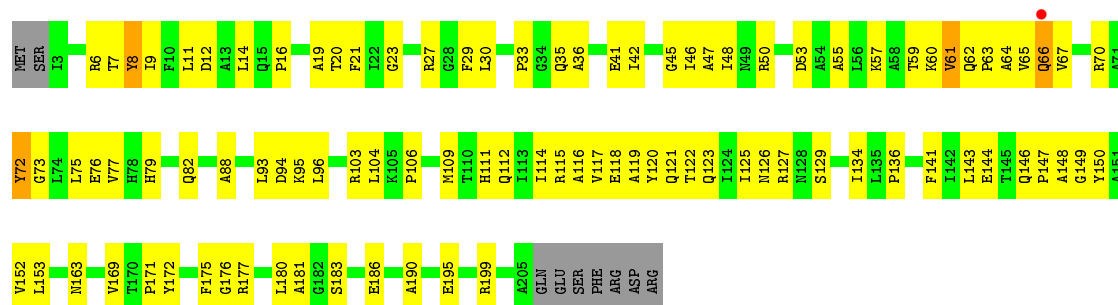 MET SER I3 R6 T7 Y8 I9 F10 L11 D12 A13 L14 Q15 P16 A19 T20 F21 I22 G23 R27 G28 F29 L30 P33 G34 Q35 A36 E41 I42 G45 I46 A47 I48 N49 R50 D53 A54 A55 L56 K57 A58 T59 K60 V61 Q62 P63 A64 V65 Q66 V67 R70 A71
Y72 G73 L74 L75 E76 V77 H78 H79 Q82 A88 L93 D94 K95 L96 R103 L104 K105 P106 M109 T110 H111 Q112 I113 I114 R115 A116 V117 E118 A119 Y120 Q121 T122 Q123 I124 I125 N126 R127 N128 S129 I134 L135 P136 F141 I142 L143 E144 T145 Q146 P147 A148 G149 Y150 A151
V152 L153 N163 V169 T170 P171 Y172 F175 G176 R177 L180 A181 G182 S183 E186 A190 E195 R199 A205 GLN GLU SER PHE ARG ASP ARG